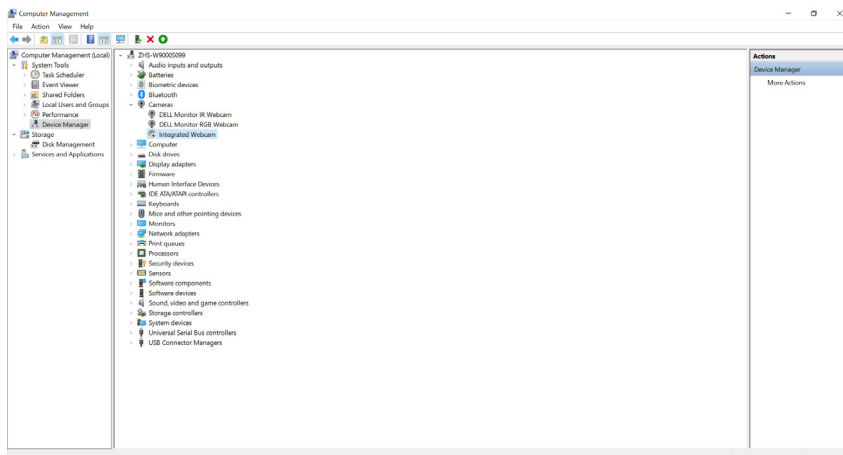 Computer Management
File Action View Help
Computer Management (Local)
System Tools
Task Scheduler
Event Viewer
Shared Folders
Local Users and Groups
Performance
Device Manager
Storage
Disk Management
Services and Applications
ZHS-W90005099
Audio inputs and outputs
Batteries
Biometric devices
Bluetooth
Cameras
DELL Monitor IR Webcam
DELL Monitor RGB Webcam
Integrated Webcam
Computer
Disk drives
Display adapters
Firmware
Human Interface Devices
IDE ATA/ATAPI controllers
Keyboards
Mice and other pointing devices
Monitors
Network adapters
Print queues
Processors
Security devices
Sensors
Software components
Software devices
Sound, video and game controllers
Storage controllers
System devices
Universal Serial Bus controllers
USB Connector Managers
Actions
Device Manager
More Actions